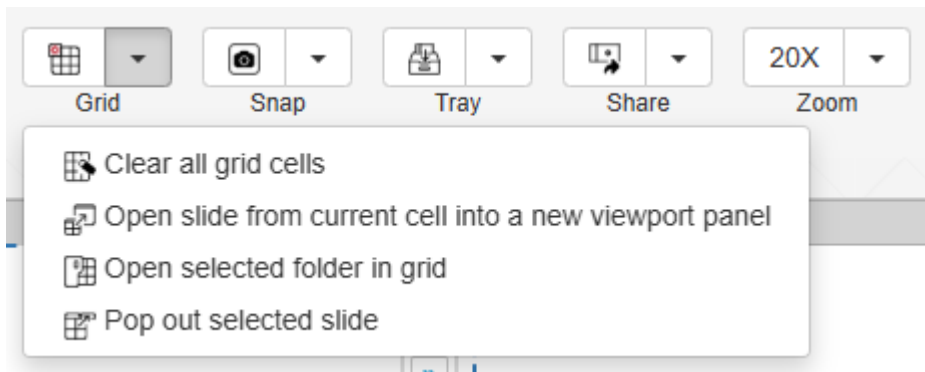 20X
Grid
Snap
Tray
Share
Zoom
Clear all grid cells
Open slide from current cell into a new viewport panel
Open selected folder in grid
Pop out selected slide